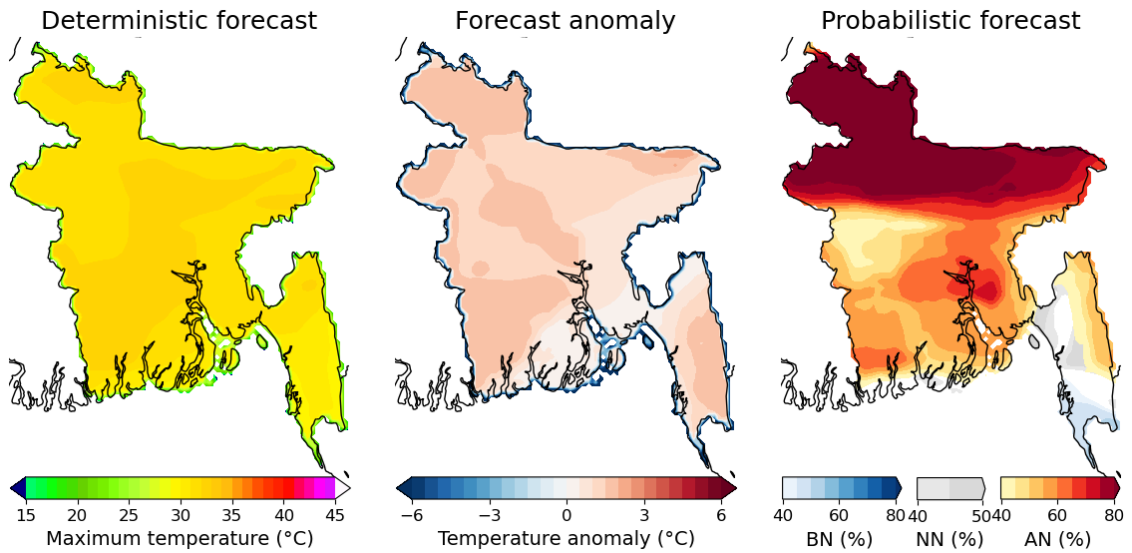 Deterministic forecast
Forecast anomaly
Probabilistic forecast
15 20 25 30 35 40 45
Maximum temperature (°C)
−6 −3 0 3 6
Temperature anomaly (°C)
40 60 80
BN (%)
40 50
NN (%)
40 60 80
AN (%)